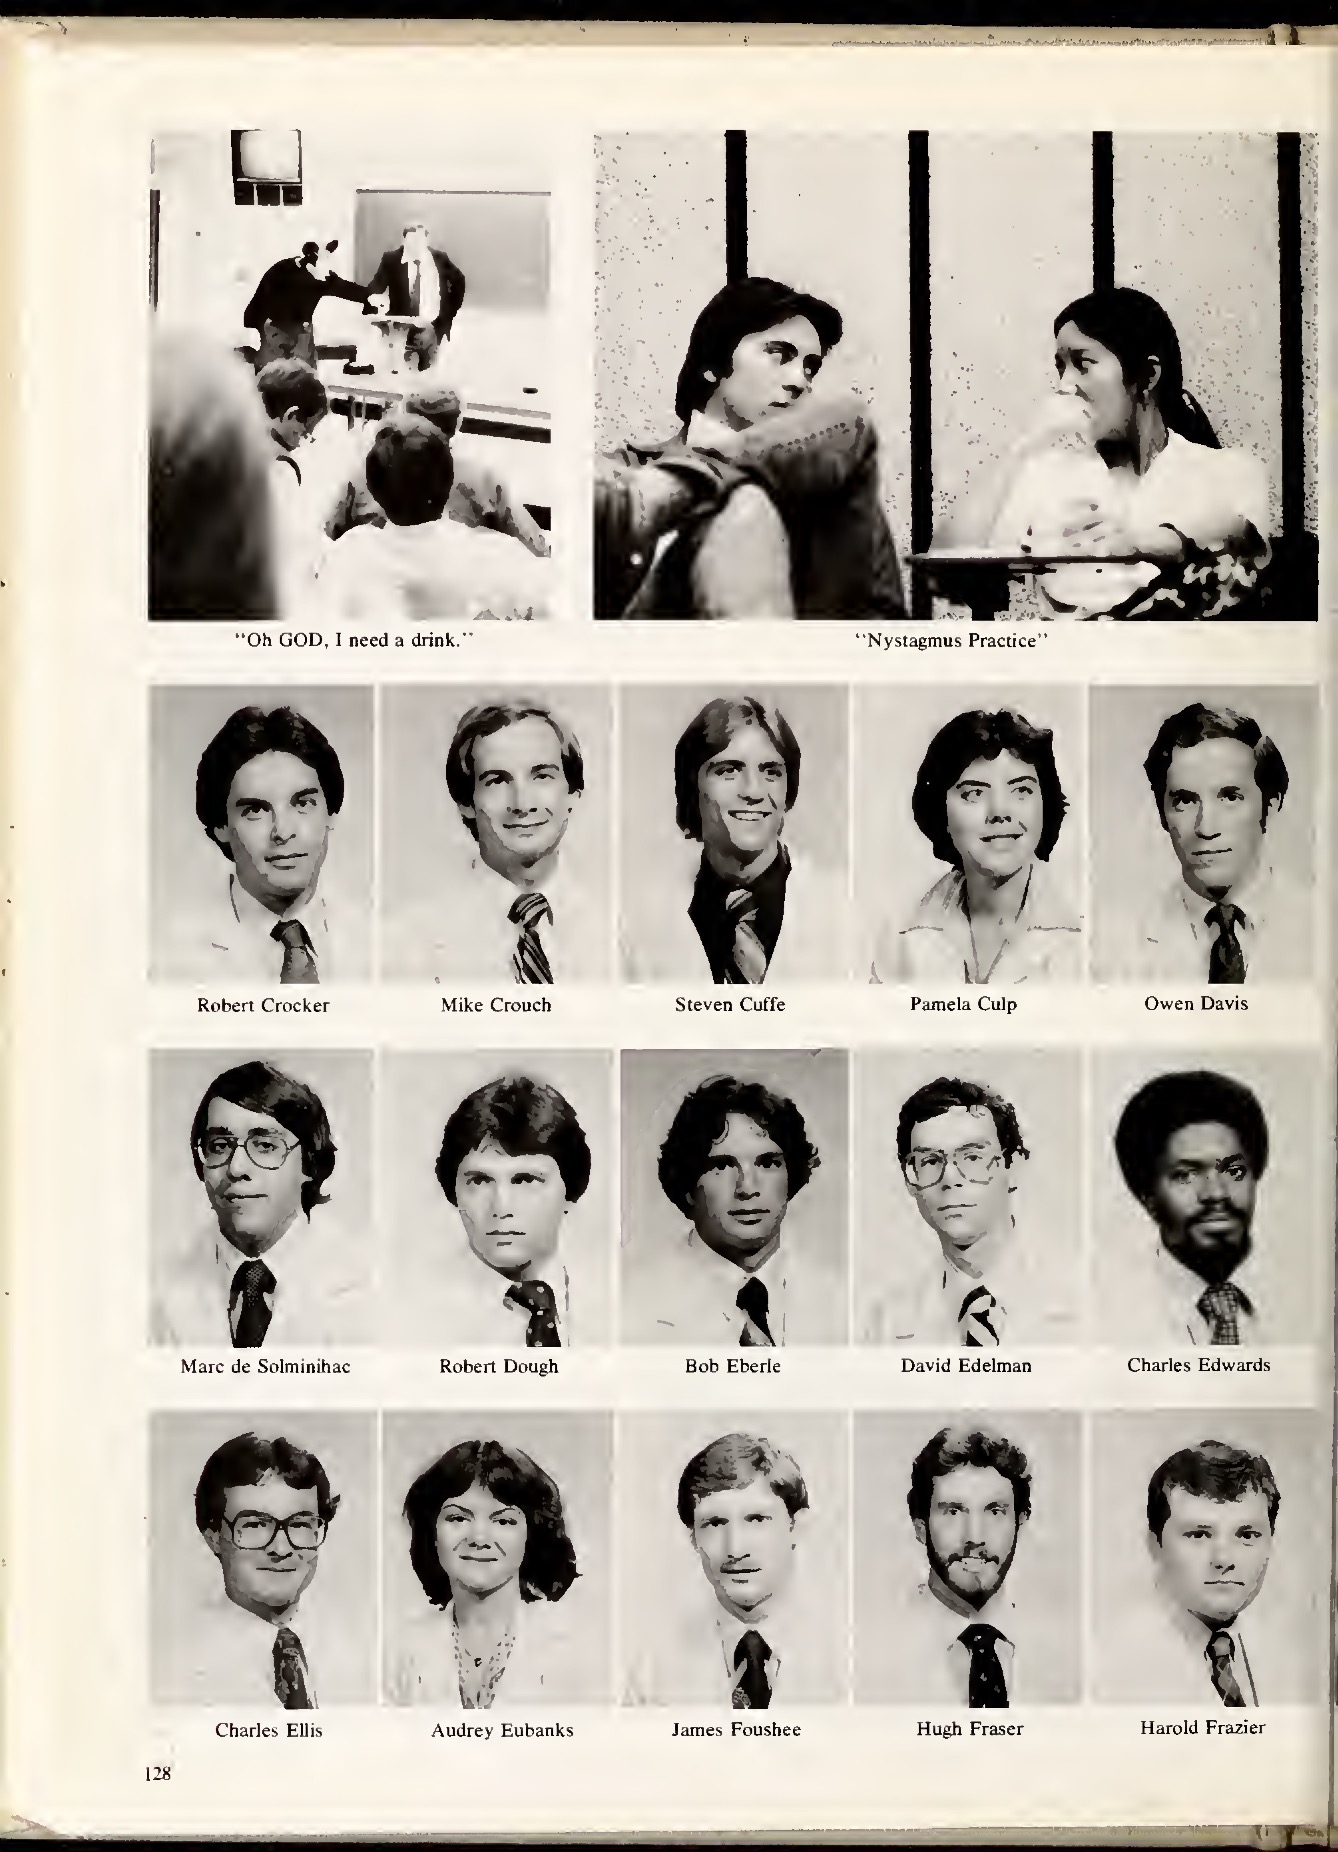 "Oh GOD, I need a drink."
"Nystagmus Practice"
Robert Crocker
Mike Crouch
Steven Cuffe
Pamela Culp
Owen Davis
Marc de Solminihac
Robert Dough
Bob Eberle
David Edelman
Charles Edwards
Charles Ellis
Audrey Eubanks
James Foushee
Hugh Fraser
Harold Frazier
128